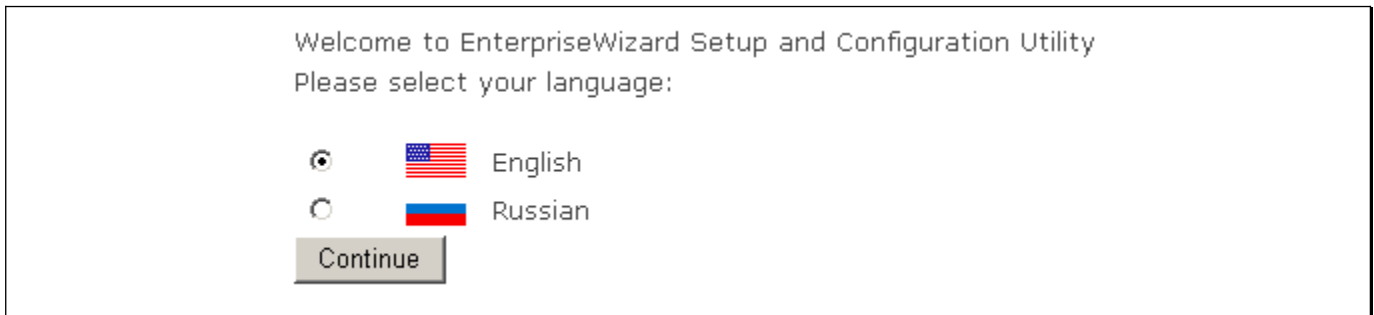 Welcome to EnterpriseWizard Setup and Configuration Utility
Please select your language:
English
Russian
Continue